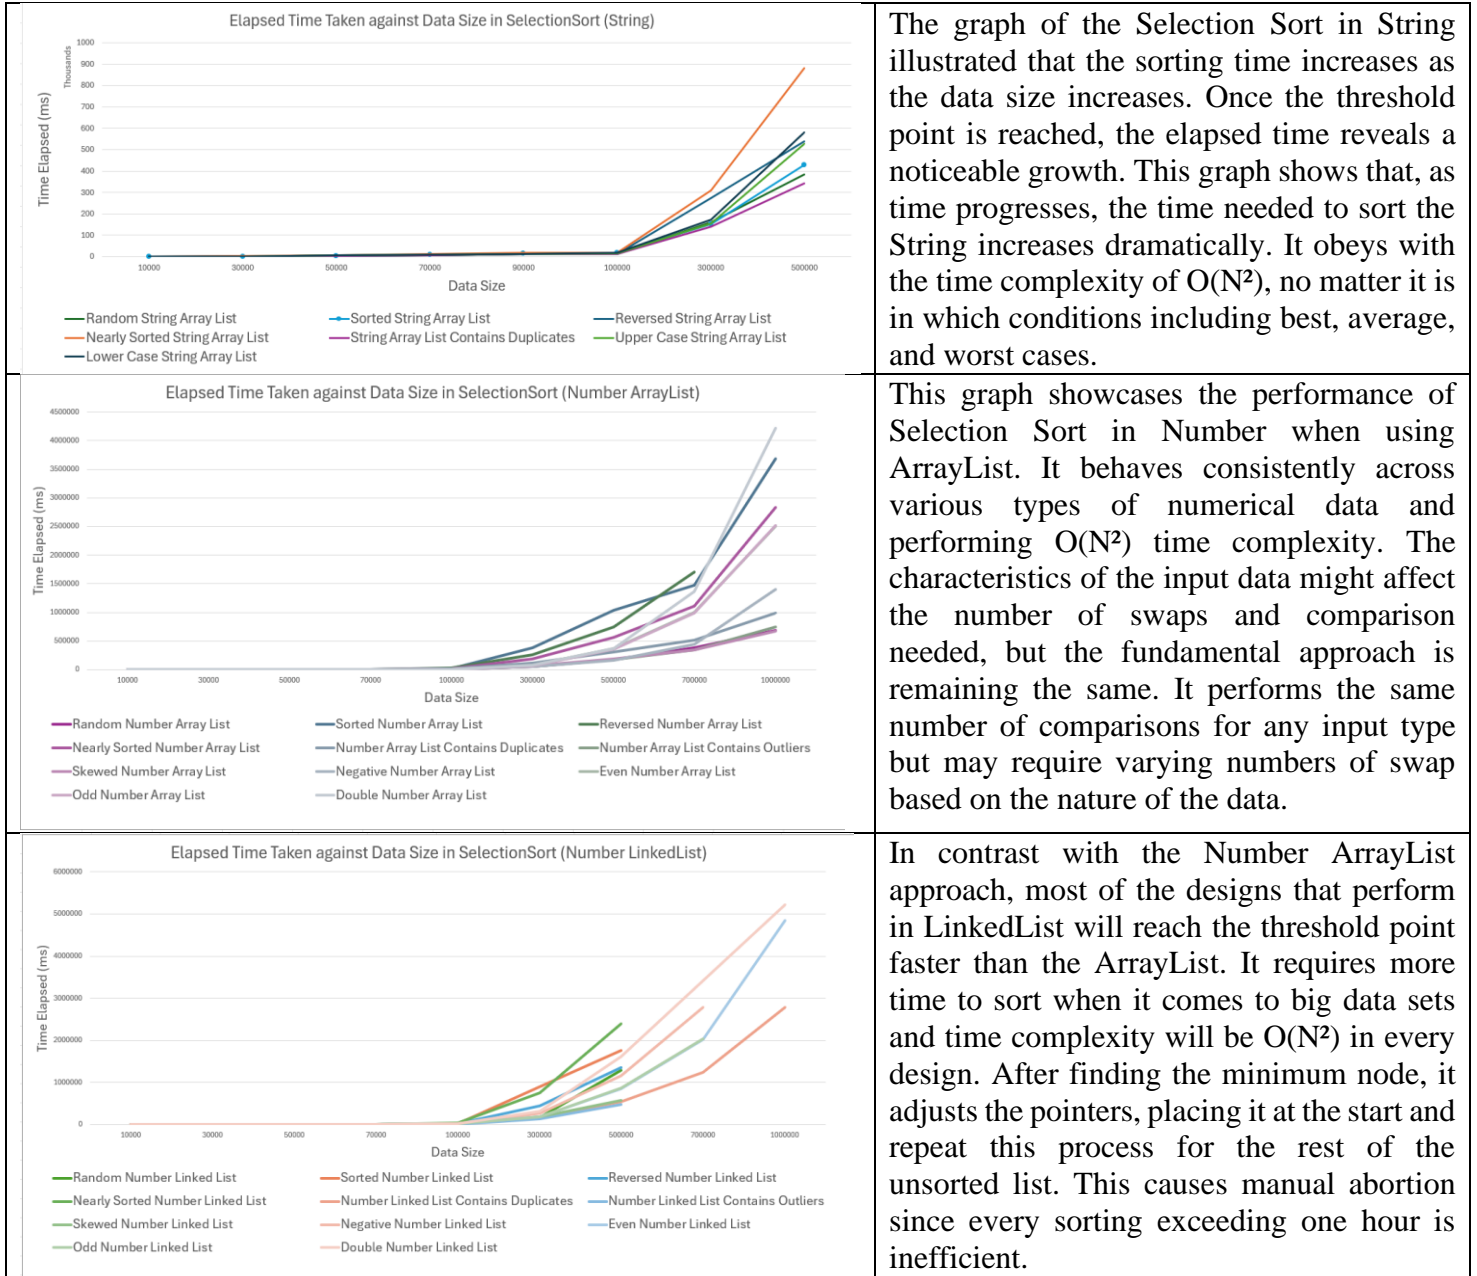 Elapsed Time Taken against Data Size in SelectionSort (String)
Time Elapsed (ms)
Thousands
1000
900
800
700
600
500
400
300
200
100
0
10000 30000 50000 70000 90000 100000 300000 500000
Data Size
Random String Array List Sorted String Array List Reversed String Array List
Nearly Sorted String Array List String Array List Contains Duplicates Upper Case String Array List
Lower Case String Array List
The graph of the Selection Sort in String
illustrated that the sorting time increases as
the data size increases. Once the threshold
point is reached, the elapsed time reveals a
noticeable growth. This graph shows that, as
time progresses, the time needed to sort the
String increases dramatically. It obeys with
the time complexity of O(N²), no matter it is
in which conditions including best, average,
and worst cases.
Elapsed Time Taken against Data Size in SelectionSort (Number ArrayList)
Time Elapsed (ms)
4500000
4000000
3500000
3000000
2500000
2000000
1500000
1000000
500000
0
10000 30000 50000 70000 100000 300000 500000 700000 1000000
Data Size
Random Number Array List Sorted Number Array List Reversed Number Array List
Nearly Sorted Number Array List Number Array List Contains Duplicates Number Array List Contains Outliers
Skewed Number Array List Negative Number Array List Even Number Array List
Odd Number Array List Double Number Array List
This graph showcases the performance of
Selection Sort in Number when using
ArrayList. It behaves consistently across
various types of numerical data and
performing O(N²) time complexity. The
characteristics of the input data might affect
the number of swaps and comparison
needed, but the fundamental approach is
remaining the same. It performs the same
number of comparisons for any input type
but may require varying numbers of swap
based on the nature of the data.
Elapsed Time Taken against Data Size in SelectionSort (Number LinkedList)
Time Elapsed (ms)
6000000
5000000
4000000
3000000
2000000
1000000
0
10000 30000 50000 70000 100000 300000 500000 700000 1000000
Data Size
Random Number Linked List Sorted Number Linked List Reversed Number Linked List
Nearly Sorted Number Linked List Number Linked List Contains Duplicates Number Linked List Contains Outliers
Skewed Number Linked List Negative Number Linked List Even Number Linked List
Odd Number Linked List Double Number Linked List
In contrast with the Number ArrayList
approach, most of the designs that perform
in LinkedList will reach the threshold point
faster than the ArrayList. It requires more
time to sort when it comes to big data sets
and time complexity will be O(N²) in every
design. After finding the minimum node, it
adjusts the pointers, placing it at the start and
repeat this process for the rest of the
unsorted list. This causes manual abortion
since every sorting exceeding one hour is
inefficient.